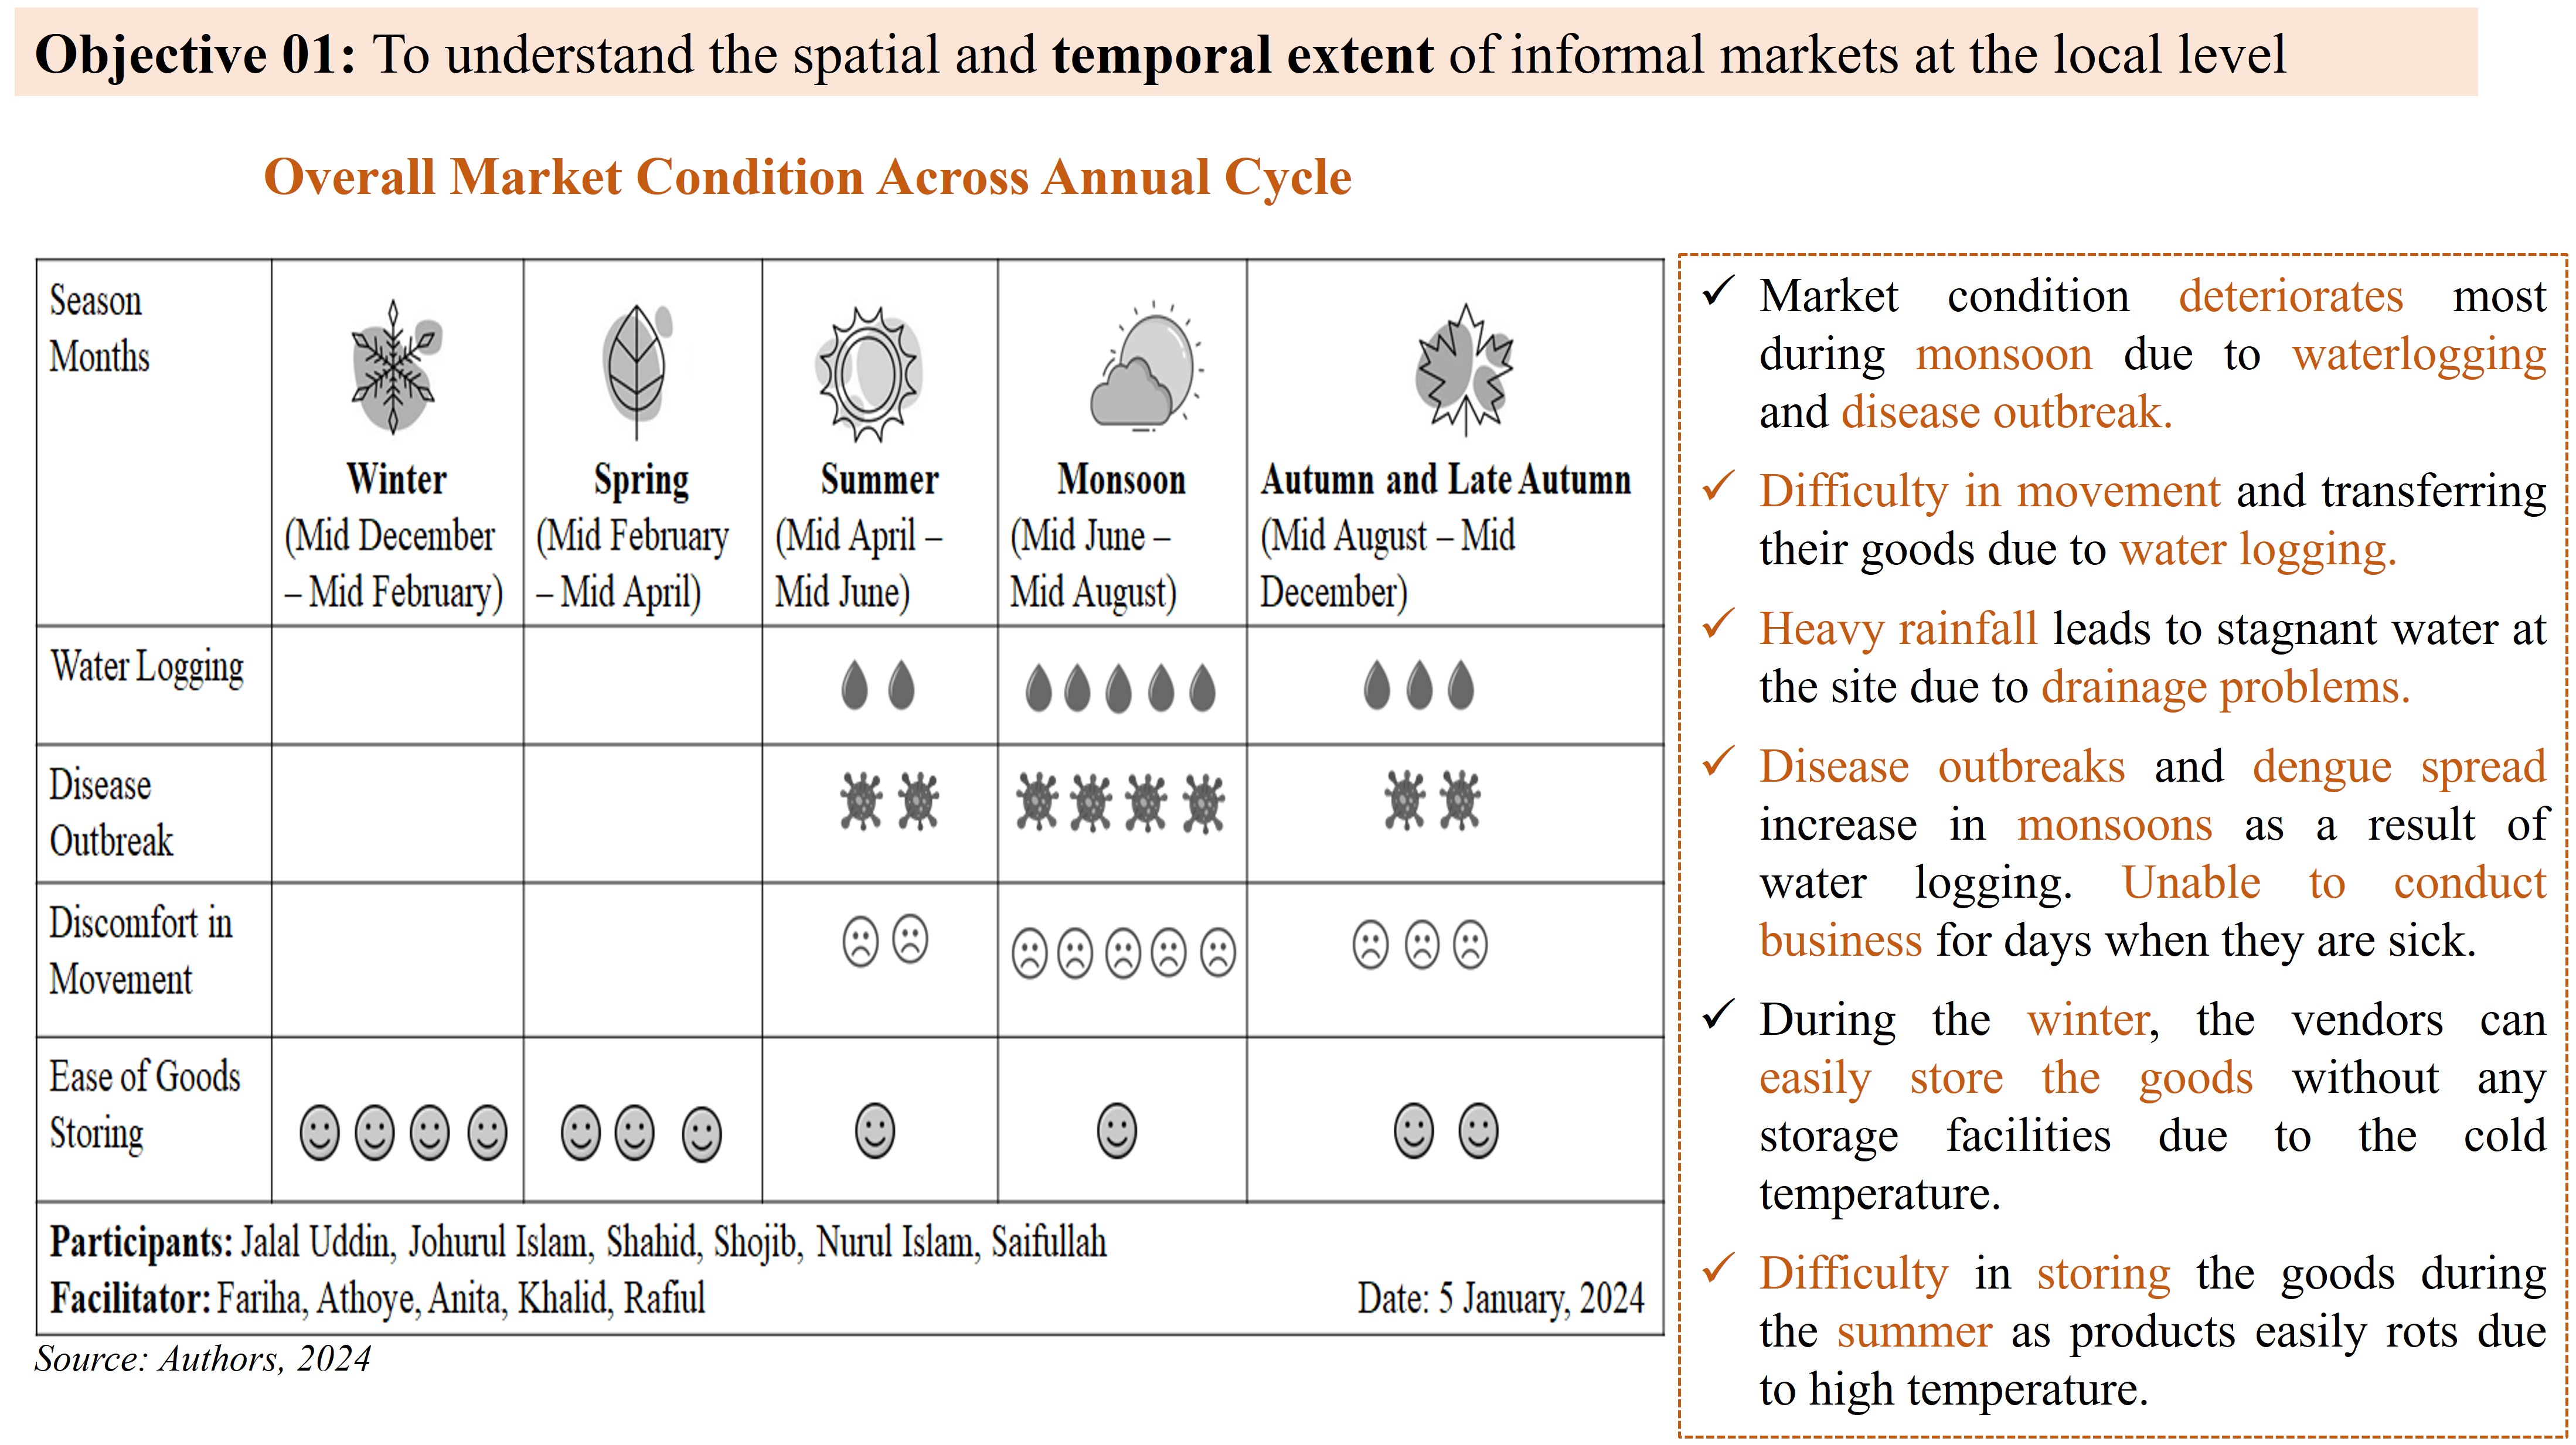 Objective 01: To understand the spatial and temporal extent of informal markets at the local level
Overall Market Condition Across Annual Cycle
Season
Months
Winter
(Mid December
– Mid February)
Spring
(Mid February
– Mid April)
Summer
(Mid April –
Mid June)
Monsoon
(Mid June –
Mid August)
Autumn and Late Autumn
(Mid August – Mid
December)
Water Logging
Disease
Outbreak
Discomfort in
Movement
Ease of Goods
Storing
Participants: Jalal Uddin, Johurul Islam, Shahid, Shojib, Nurul Islam, Saifullah
Facilitator: Fariha, Athoye, Anita, Khalid, Rafiul
Date: 5 January, 2024
Source: Authors, 2024
✓ Market condition deteriorates most
during monsoon due to waterlogging
and disease outbreak.
✓ Difficulty in movement and transferring
their goods due to water logging.
✓ Heavy rainfall leads to stagnant water at
the site due to drainage problems.
✓ Disease outbreaks and dengue spread
increase in monsoons as a result of
water logging. Unable to conduct
business for days when they are sick.
✓ During the winter, the vendors can
easily store the goods without any
storage facilities due to the cold
temperature.
✓ Difficulty in storing the goods during
the summer as products easily rots due
to high temperature.